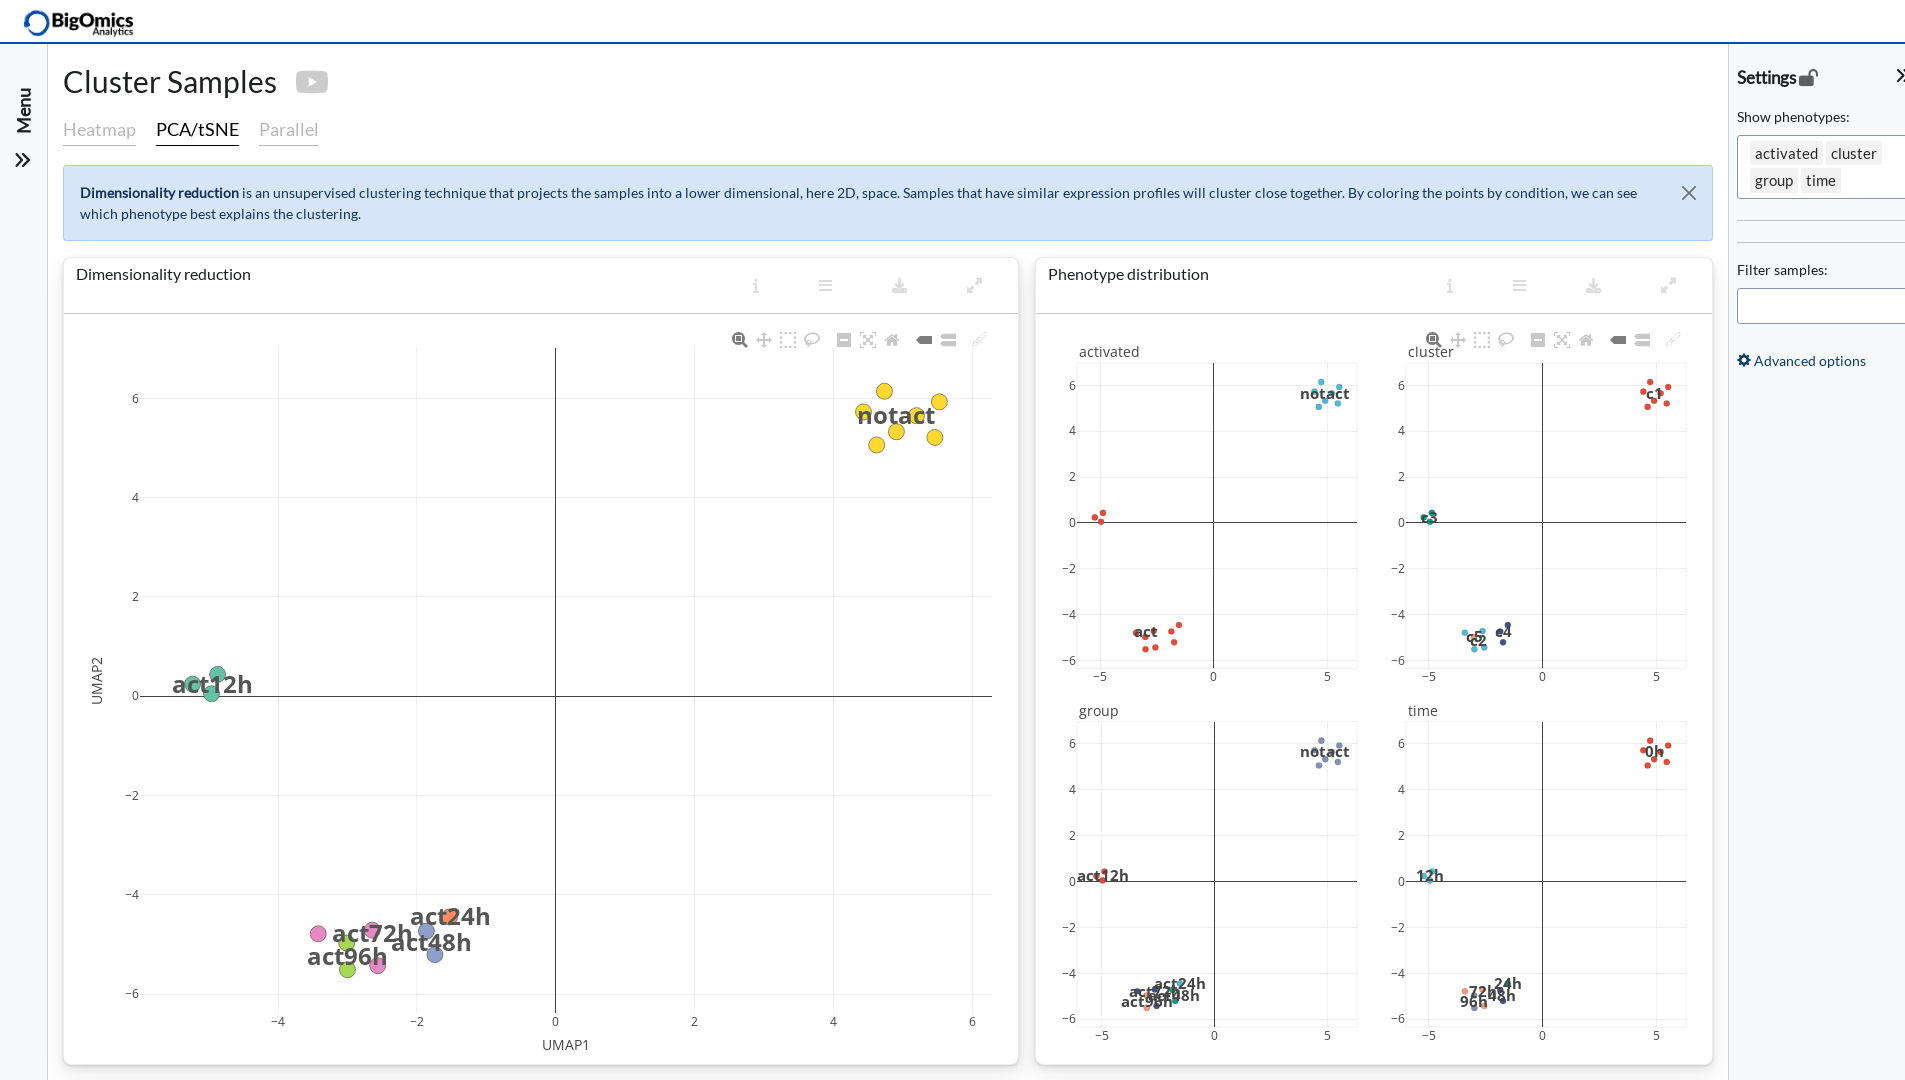 BigOmics
Analytics
Menu
Cluster Samples
Heatmap PCA/tSNE Parallel
Dimensionality reduction is an unsupervised clustering technique that projects the samples into a lower dimensional, here 2D, space. Samples that have similar expression profiles will cluster close together. By coloring the points by condition, we can see
which phenotype best explains the clustering.
Dimensionality reduction
6
4
2
0
−2
−4
−6
−4 −2 0 2 4 6
UMAP1
UMAP2
notact
act12h
act24h
act72h
act48h
act96h
Phenotype distribution
activated
6
4
2
0
−2
−4
−6
−5 0 5
notact
act
cluster
6
4
2
0
−2
−4
−6
−5 0 5
c1
c3
c5
c2
c4
group
6
4
2
0
−2
−4
−6
−5 0 5
notact
act12h
act24h
act72h
act48h
act96h
time
6
4
2
0
−2
−4
−6
−5 0 5
0h
12h
24h
72h
48h
96h
Settings
Show phenotypes:
activated cluster
group time
Filter samples:
Advanced options